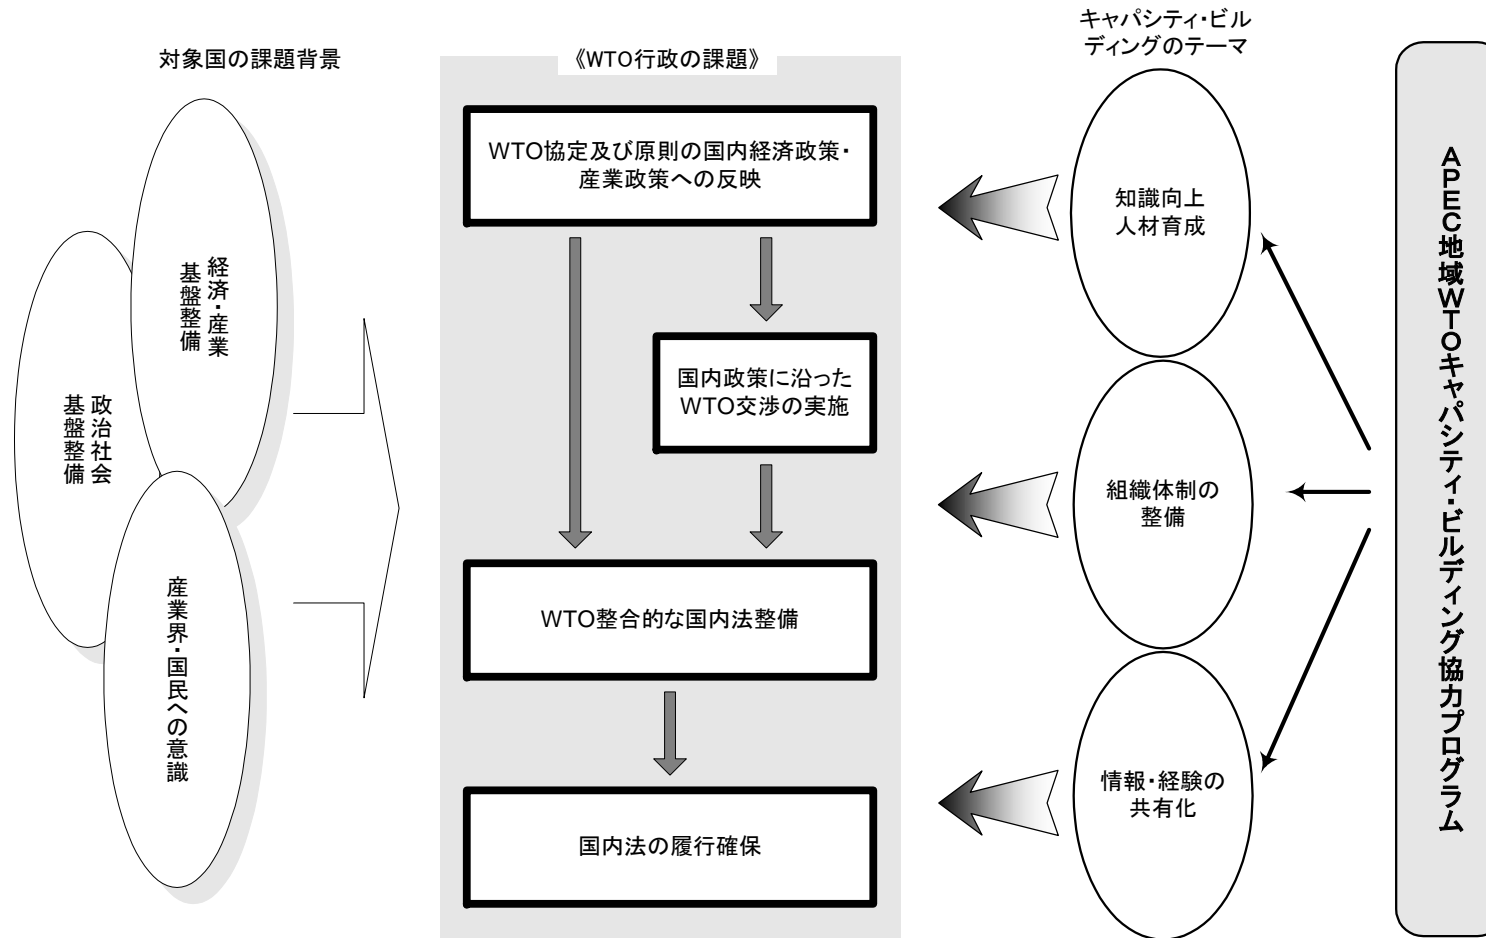 対象国の課題背景
経済・産業
基盤整備
政治社会
基盤整備
産業界・国民への意識
《WTO行政の課題》
WTO協定及び原則の国内経済政策・
産業政策への反映
国内政策に沿った
WTO交渉の実施
WTO整合的な国内法整備
国内法の履行確保
キャパシティ・ビル
ディングのテーマ
知識向上
人材育成
組織体制の
整備
情報・経験の
共有化
APEC地域WTOキャパシティ・ビルディング協力プログラム